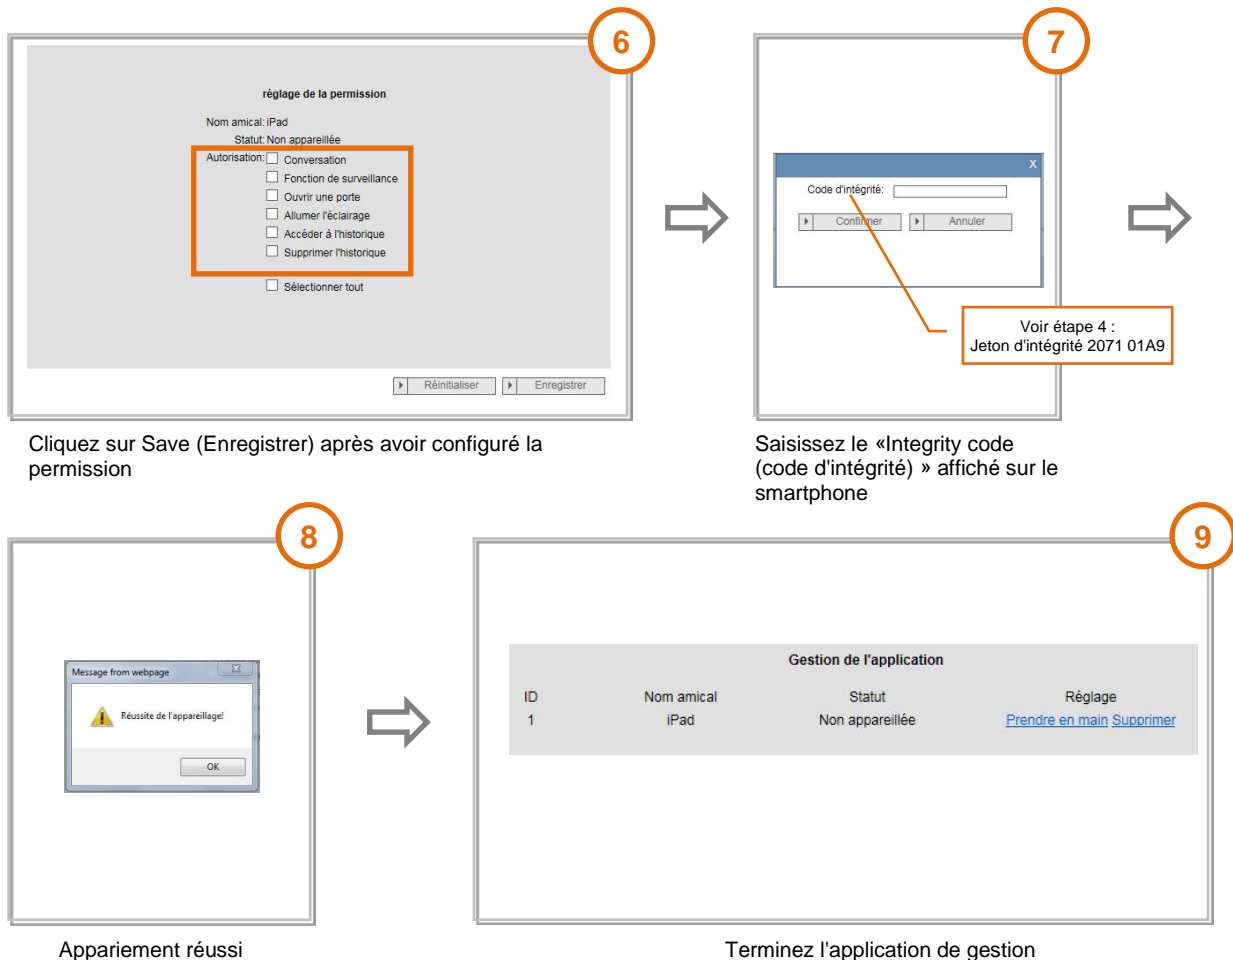 6
réglage de la permission
Nom amical: iPad
Statut: Non appareillée
Autorisation: Conversation
Fonction de surveillance
Ouvrir une porte
Allumer l'éclairage
Accéder à l'historique
Supprimer l'historique
Sélectionner tout
Réinitialiser Enregistrer
Cliquez sur Save (Enregistrer) après avoir configuré la
permission
7
X
Code d'intégrité:
Confirmer Annuler
Voir étape 4 :
Jeton d'intégrité 2071 01A9
Saisissez le «Integrity code
(code d'intégrité) » affiché sur le
smartphone
8
Message from webpage
Réussite de l'appareillage!
OK
Appariement réussi
9
Gestion de l'application
ID Nom amical Statut Réglage
1 iPad Non appareillée Prendre en main Supprimer
Terminez l'application de gestion